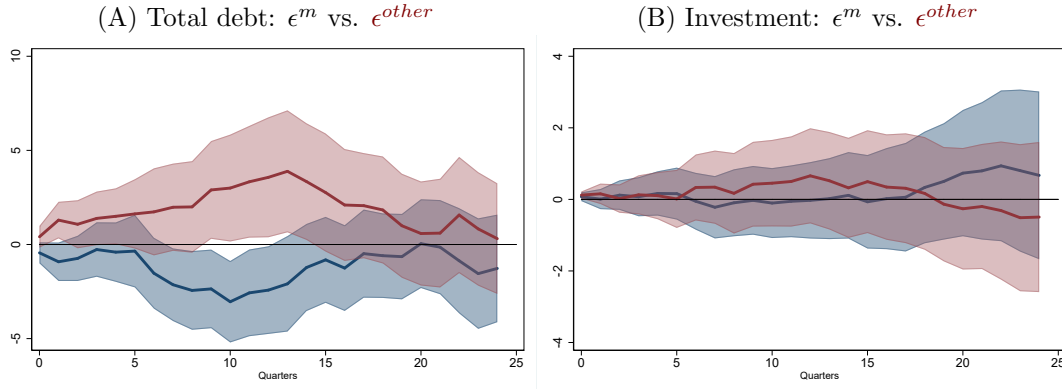 (A) Total debt: ϵ^m vs. ϵ^other
(B) Investment: ϵ^m vs. ϵ^other
10
5
0
-5
0 5 10 15 20 25
Quarters
4
2
0
-2
-4
0 5 10 15 20 25
Quarters